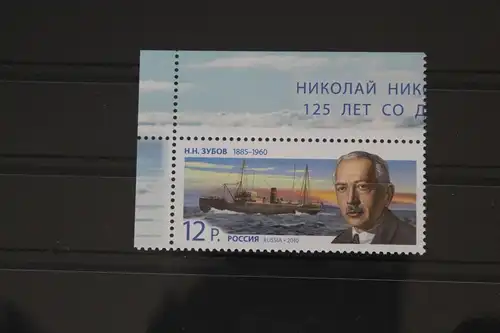 НИКОЛАЙ НИК
125 ЛЕТ СО Д
Н.Н. ЗУБОВ 1885-1960
12 Р. РОССИЯ RUSSIA • 2010